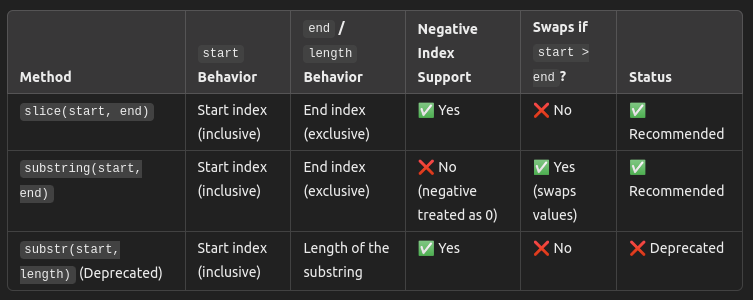 Method
start
Behavior
end /
length
Behavior
Negative
Index
Support
Swaps if
start >
end ?
Status
slice(start, end)
Start index
(inclusive)
End index
(exclusive)
✅ Yes
❌ No
✅
Recommended
substring(start,
end)
Start index
(inclusive)
End index
(exclusive)
❌ No
(negative
treated as 0)
✅ Yes
(swaps
values)
✅
Recommended
substr(start,
length) (Deprecated)
Start index
(inclusive)
Length of the
substring
✅ Yes
❌ No
❌ Deprecated